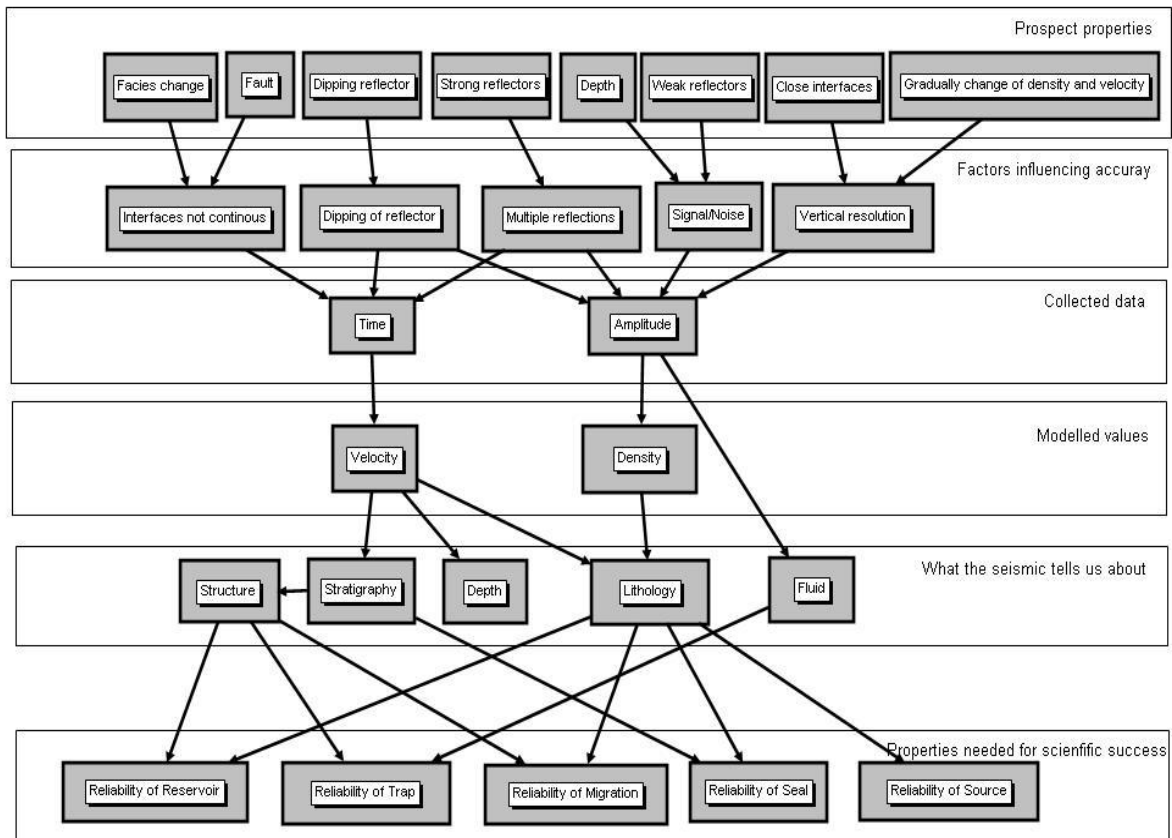 Prospect properties
Facies change
Fault
Dipping reflector
Strong reflectors
Depth
Weak reflectors
Close interfaces
Gradually change of density and velocity
Factors influencing accuray
Interfaces not continous
Dipping of reflector
Multiple reflections
Signal/Noise
Vertical resolution
Collected data
Time
Amplitude
Modelled values
Velocity
Density
What the seismic tells us about
Structure
Stratigraphy
Depth
Lithology
Fluid
Properties needed for scienfific success
Reliability of Reservoir
Reliability of Trap
Reliability of Migration
Reliability of Seal
Reliability of Source